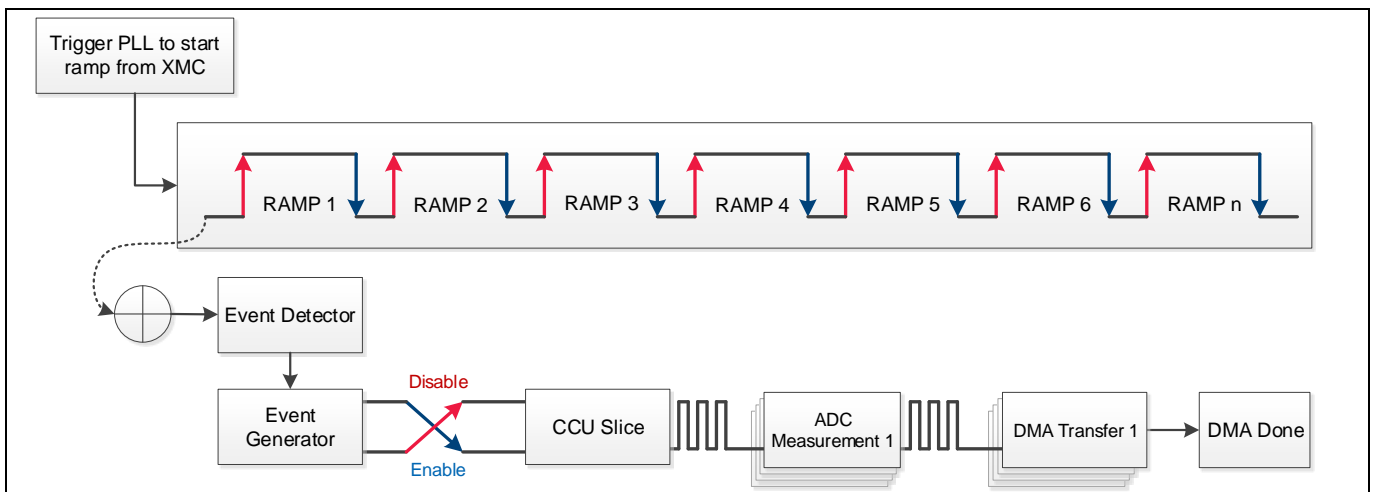 Trigger PLL to start
ramp from XMC
RAMP 1
RAMP 2
RAMP 3
RAMP 4
RAMP 5
RAMP 6
RAMP n
Event Detector
Event
Generator
Disable
Enable
CCU Slice
ADC
Measurement 1
DMA Transfer 1
DMA Done